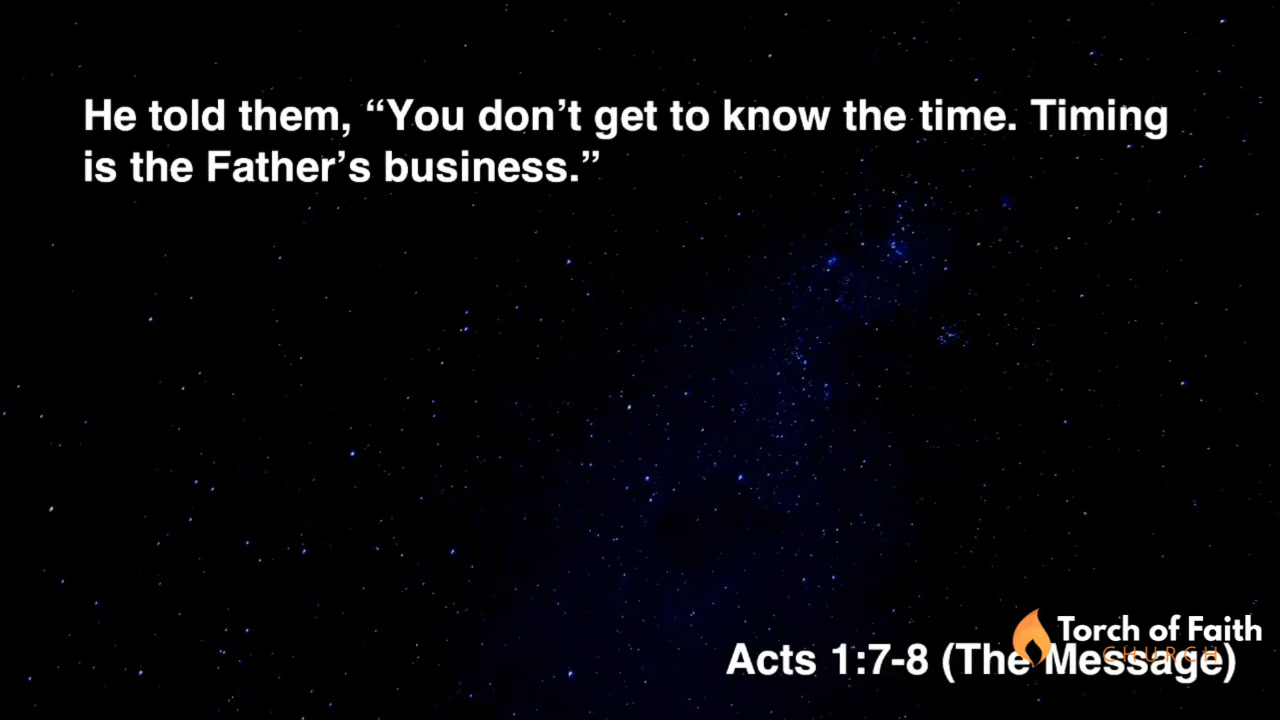 He told them, “You don’t get to know the time. Timing
is the Father’s business.”
Torch of Faith
CHURCH
Acts 1:7-8 (The Message)